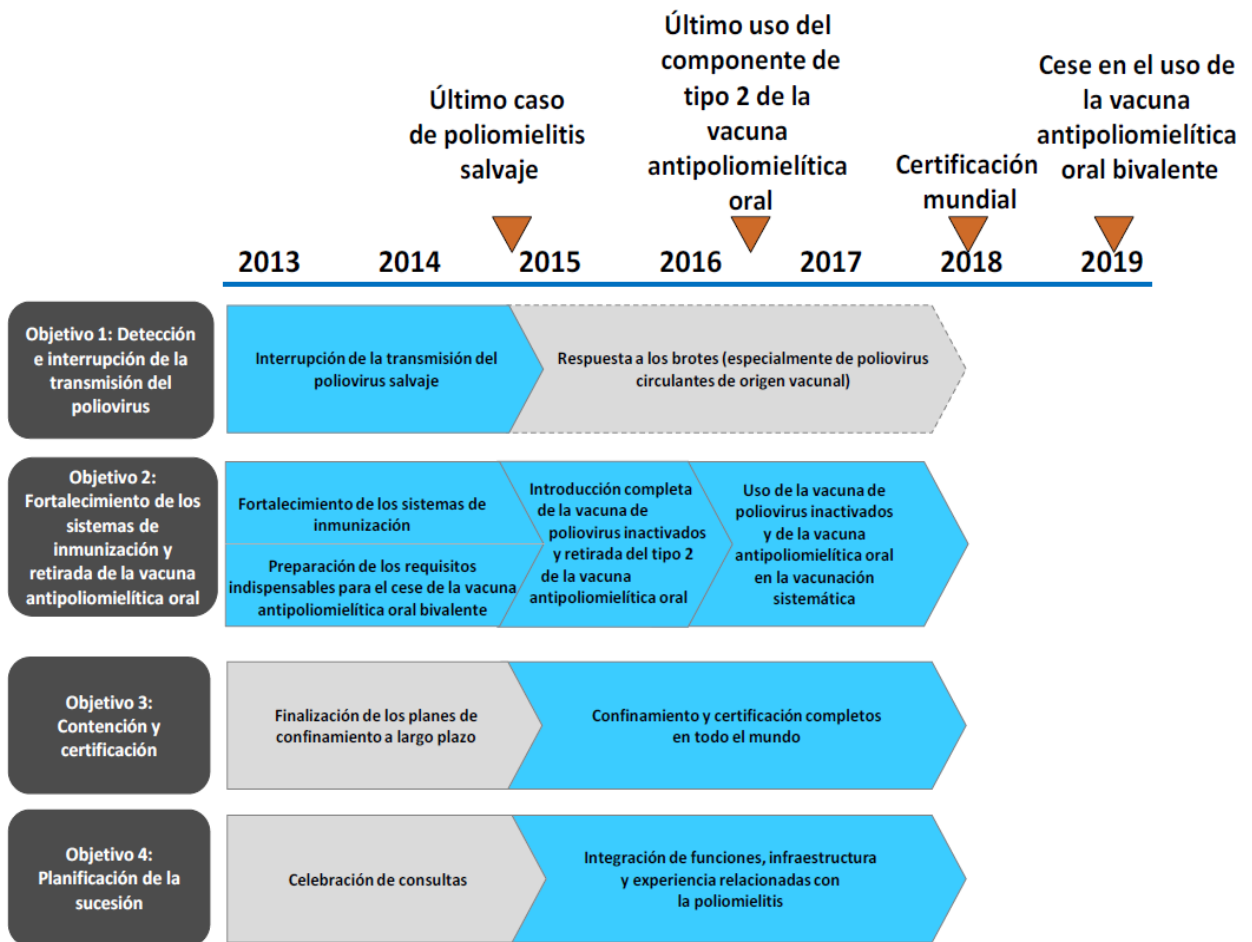 Último caso
de poliomielitis
salvaje
Último uso del
componente de
tipo 2 de la
vacuna
antipoliomielítica
oral
Certificación
mundial
Cese en el uso de
la vacuna
antipoliomielítica
oral bivalente
2013 2014 2015 2016 2017 2018 2019
Objetivo 1: Detección
e interrupción de la
transmisión del
poliovirus
Interrupción de la transmisión del
poliovirus salvaje
Respuesta a los brotes (especialmente de poliovirus
circulantes de origen vacunal)
Objetivo 2:
Fortalecimiento de los
sistemas de
inmunización y
retirada de la vacuna
antipoliomielítica oral
Fortalecimiento de los sistemas de
inmunización
Preparación de los requisitos
indispensables para el cese de la vacuna
antipoliomielítica oral bivalente
Introducción completa
de la vacuna de
poliovirus inactivados
y retirada del tipo 2
de la vacuna
antipoliomielítica oral
Uso de la vacuna de
poliovirus inactivados
y de la vacuna
antipoliomielítica oral
en la vacunación
sistemática
Objetivo 3:
Contención y
certificación
Finalización de los planes de
confinamiento a largo plazo
Confinamiento y certificación completos
en todo el mundo
Objetivo 4:
Planificación de la
sucesión
Celebración de consultas
Integración de funciones, infraestructura
y experiencia relacionadas con
la poliomielitis